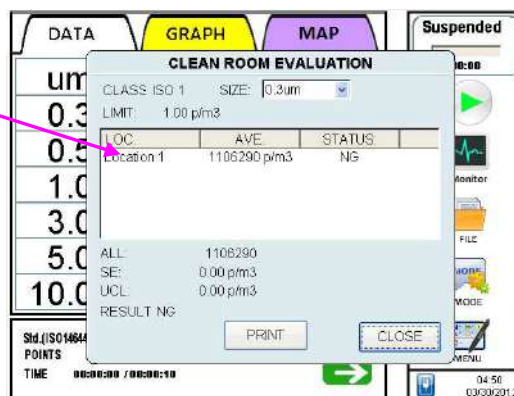 DATA GRAPH MAP
Suspended
CLEAN ROOM EVALUATION
CLASS ISO 1 SIZE: 0.3um
LIMIT: 1.00 p/m3
LOC AVE STATUS
Location 1 1106290 p/m3 NG
ALL: 1106290
SE: 0.00 p/m3
UCL: 0.00 p/m3
RESULT NG
PRINT CLOSE
um
0.3
0.5
1.0
3.0
5.0
10.0
POINTS
TIME 00:00:00 / 00:00:10
Monitor
FILE
MODE
MENU
04:50